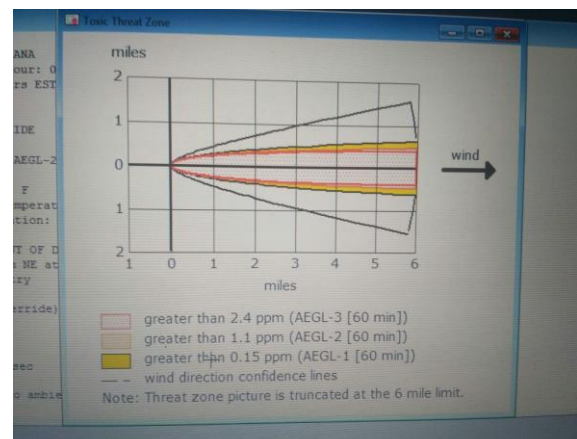 Toxic Threat Zone
ANA
our: 0
rs EST
IDE
AEGL-2
F
mperat
tion:
T OF D
NE at
ry
erride)
sec
o ambie
miles
2
1
0
1
2
1 0 1 2 3 4 5 6
miles
wind
greater than 2.4 ppm (AEGL-3 [60 min])
greater than 1.1 ppm (AEGL-2 [60 min])
greater than 0.15 ppm (AEGL-1 [60 min])
wind direction confidence lines
Note: Threat zone picture is truncated at the 6 mile limit.